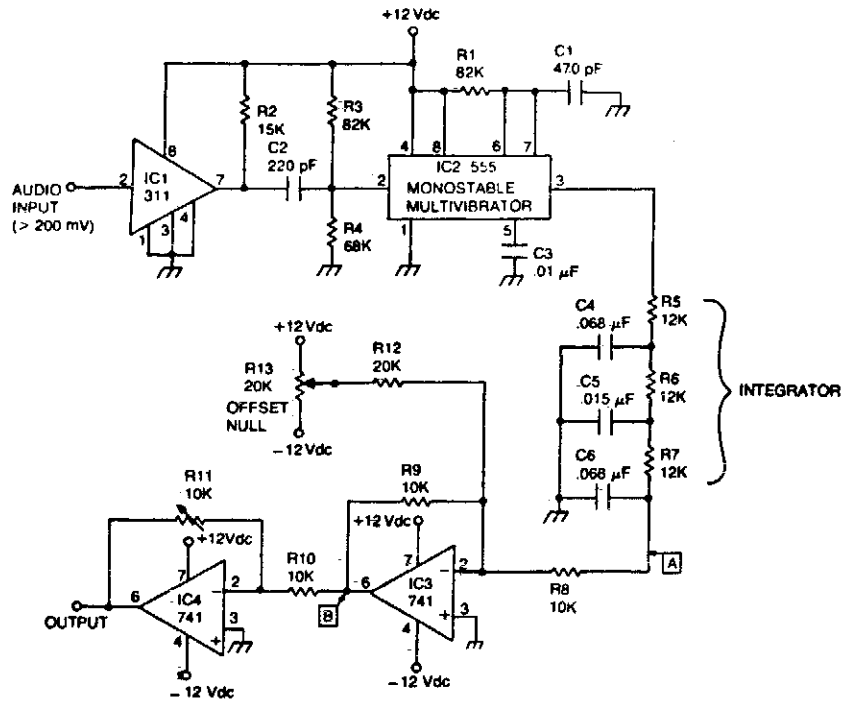 +12 Vdc
R1
82K
C1
470 pF
R2
15K
R3
82K
C2
220 pF
8
4
8
6
7
IC1
311
2
7
AUDIO
INPUT
(> 200 mV)
1
3
4
2
IC2 555
MONOSTABLE
MULTIVIBRATOR
3
1
5
R4
68K
C3
.01 µF
R5
12K
C4
.068 µF
R6
12K
C5
.015 µF
INTEGRATOR
R7
12K
C6
.068 µF
+12 Vdc
R13
20K
OFFSET
NULL
R12
20K
−12 Vdc
R11
10K
R9
10K
+12Vdc
+12Vdc
R10
10K
7
2
−
IC4
741
6
3
+
4
OUTPUT
− 12 Vdc
7
2
−
IC3
741
6
B
3
+
4
− 12 Vdc
R8
10K
A